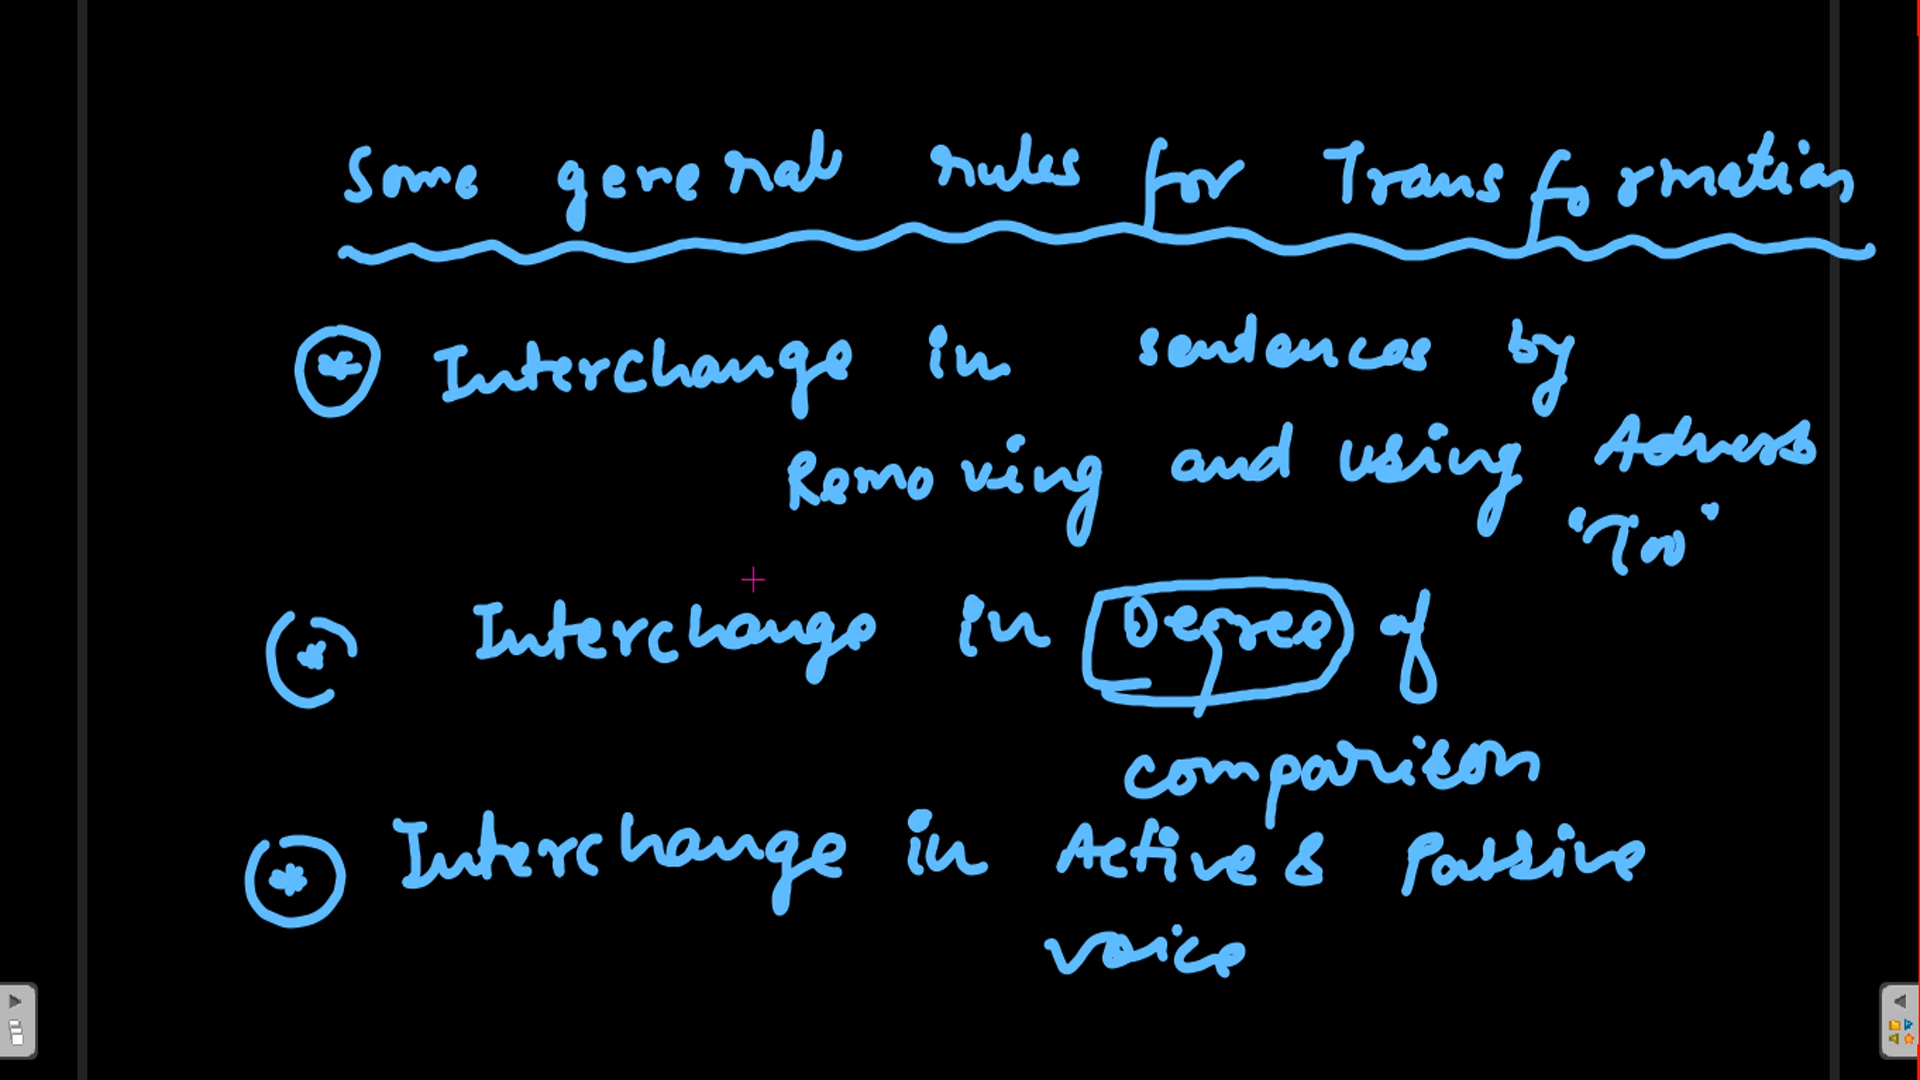 Some general rules for Transformation
* Interchange in sentences by
Removing and using Adverb
"Too"
* Interchange in Degree of
comparison
* Interchange in Active & Passive
voice